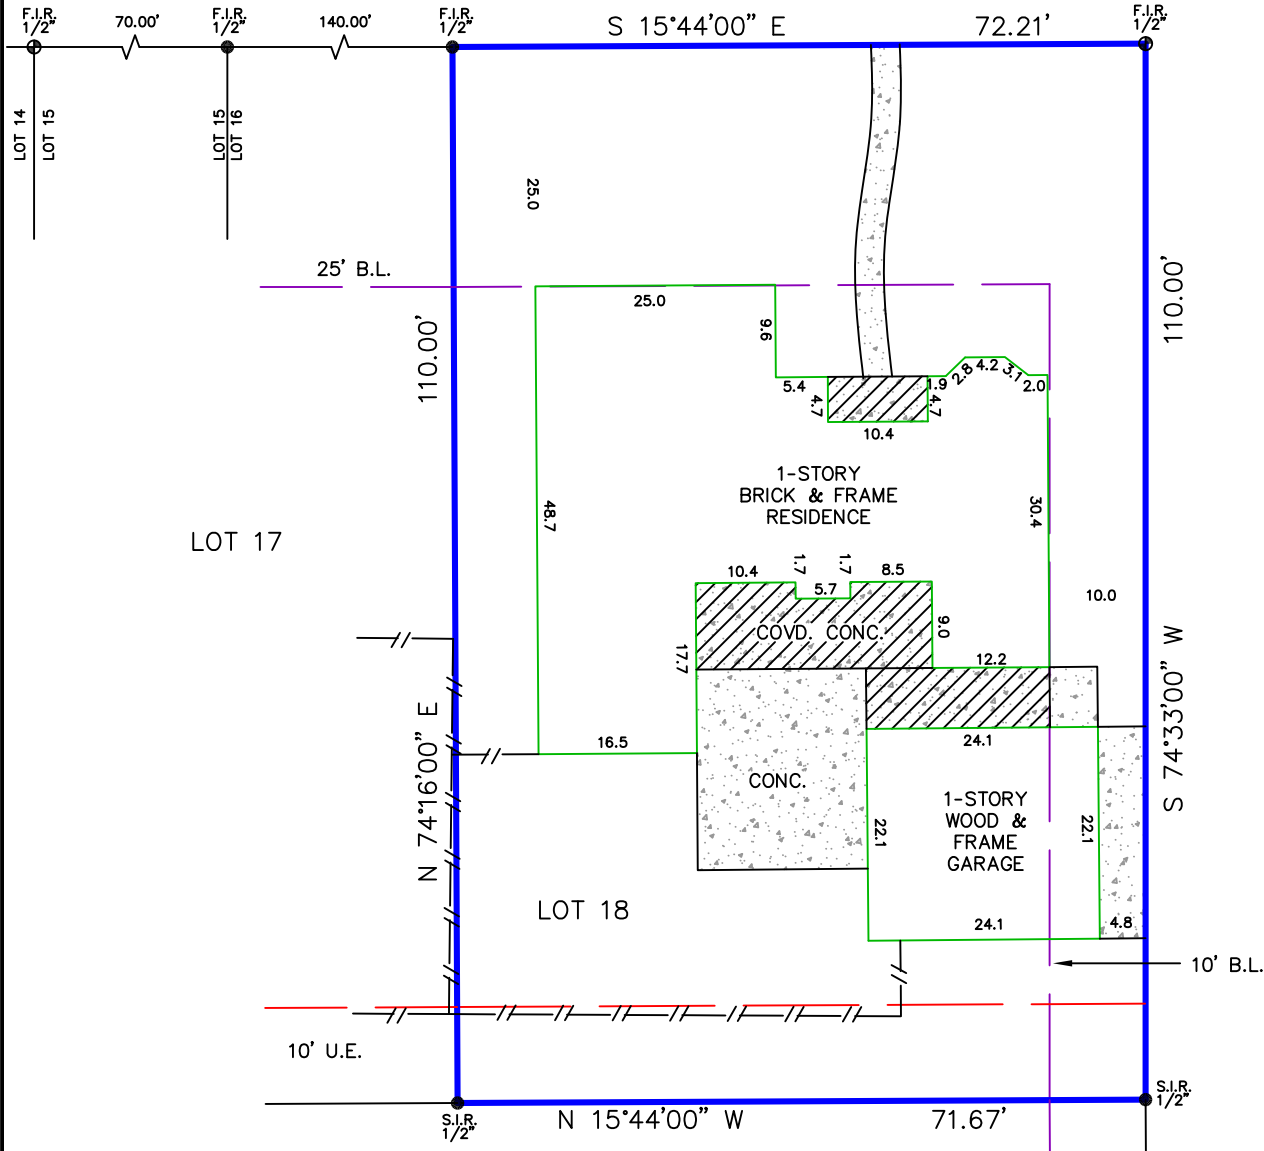 F.I.R.
1/2"
70.00'
F.I.R.
1/2"
140.00'
F.I.R.
1/2"
S 15°44'00" E
72.21'
F.I.R.
1/2"
LOT 14
LOT 15
LOT 15
LOT 16
25.0
25' B.L.
25.0
9.6
110.00'
110.00'
5.4
4.7
10.4
4.7
1.9
2.8
4.2
3.1
2.0
1-STORY
BRICK & FRAME
RESIDENCE
48.7
30.4
LOT 17
10.4
1.7
5.7
1.7
8.5
9.0
COVD. CONC.
17.7
12.2
10.0
N 74°16'00" E
S 74°33'00" W
16.5
24.1
CONC.
1-STORY
WOOD &
FRAME
GARAGE
22.1
22.1
LOT 18
24.1
4.8
10' B.L.
10' U.E.
S.I.R.
1/2"
N 15°44'00" W
71.67'
S.I.R.
1/2"